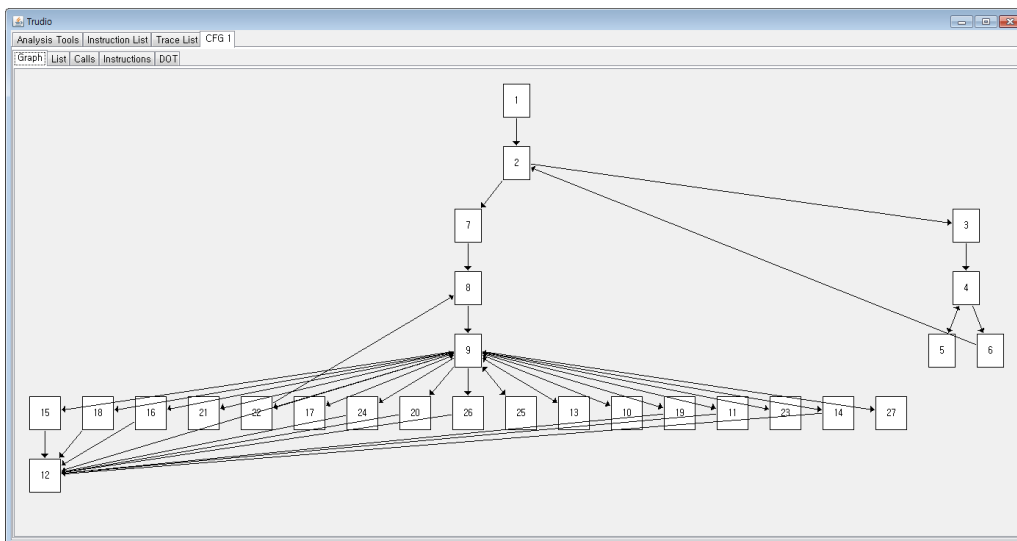 Trudio
Analysis Tools Instruction List Trace List CFG 1
Graph List Calls Instructions DOT
1
2
7 3
8 4
9 5 6
15 18 16 21 22 17 24 20 26 25 13 10 19 11 23 14 27
12